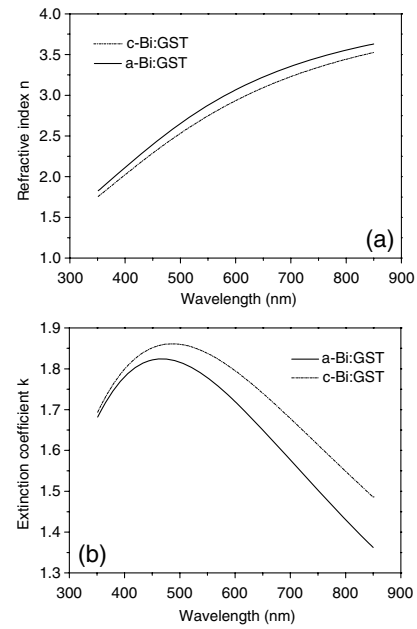 4.0
3.5
3.0
2.5
2.0
1.5
1.0
Refractive index n
c-Bi:GST
a-Bi:GST
(a)
300 400 500 600 700 800 900
Wavelength (nm)
1.9
1.8
1.7
1.6
1.5
1.4
1.3
Extinction coefficient k
a-Bi:GST
c-Bi:GST
(b)
300 400 500 600 700 800 900
Wavelength (nm)